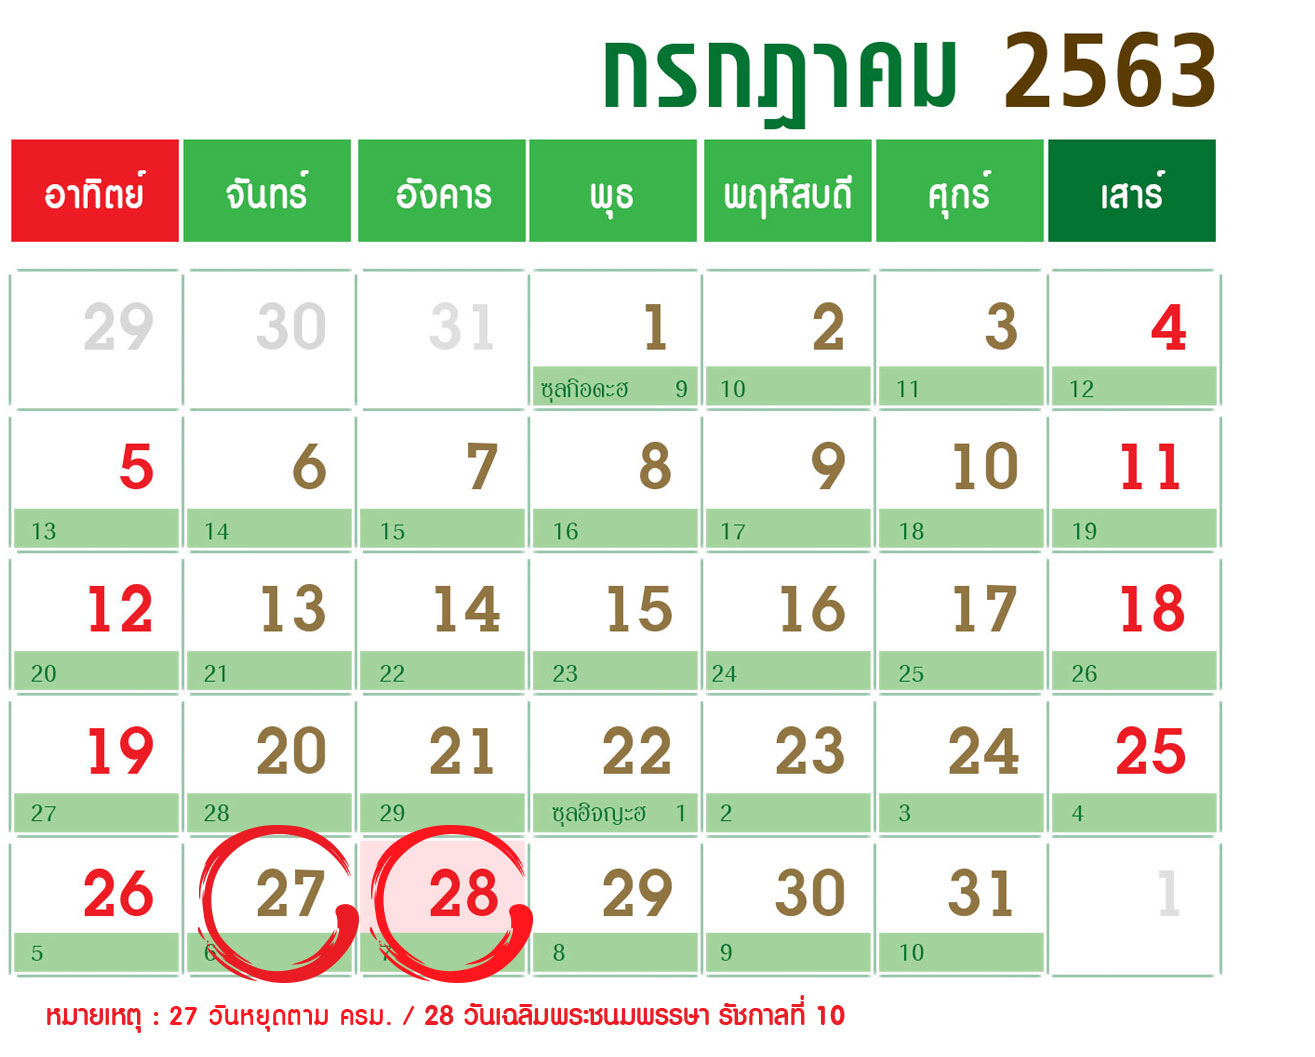 กรกฎาคม 2563
อาทิตย์ จันทร์ อังคาร พุธ พฤหัสบดี ศุกร์ เสาร์
29 30 31 1 2 3 4
ซุลกิอดะฮ 9 10 11 12
5 6 7 8 9 10 11
13 14 15 16 17 18 19
12 13 14 15 16 17 18
20 21 22 23 24 25 26
19 20 21 22 23 24 25
27 28 29 ซุลฮิจญะฮ 1 2 3 4
26 27 28 29 30 31 1
5 6 7 8 9 10
หมายเหตุ : 27 วันหยุดตาม ครม. / 28 วันเฉลิมพระชนมพรรษา รัชกาลที่ 10